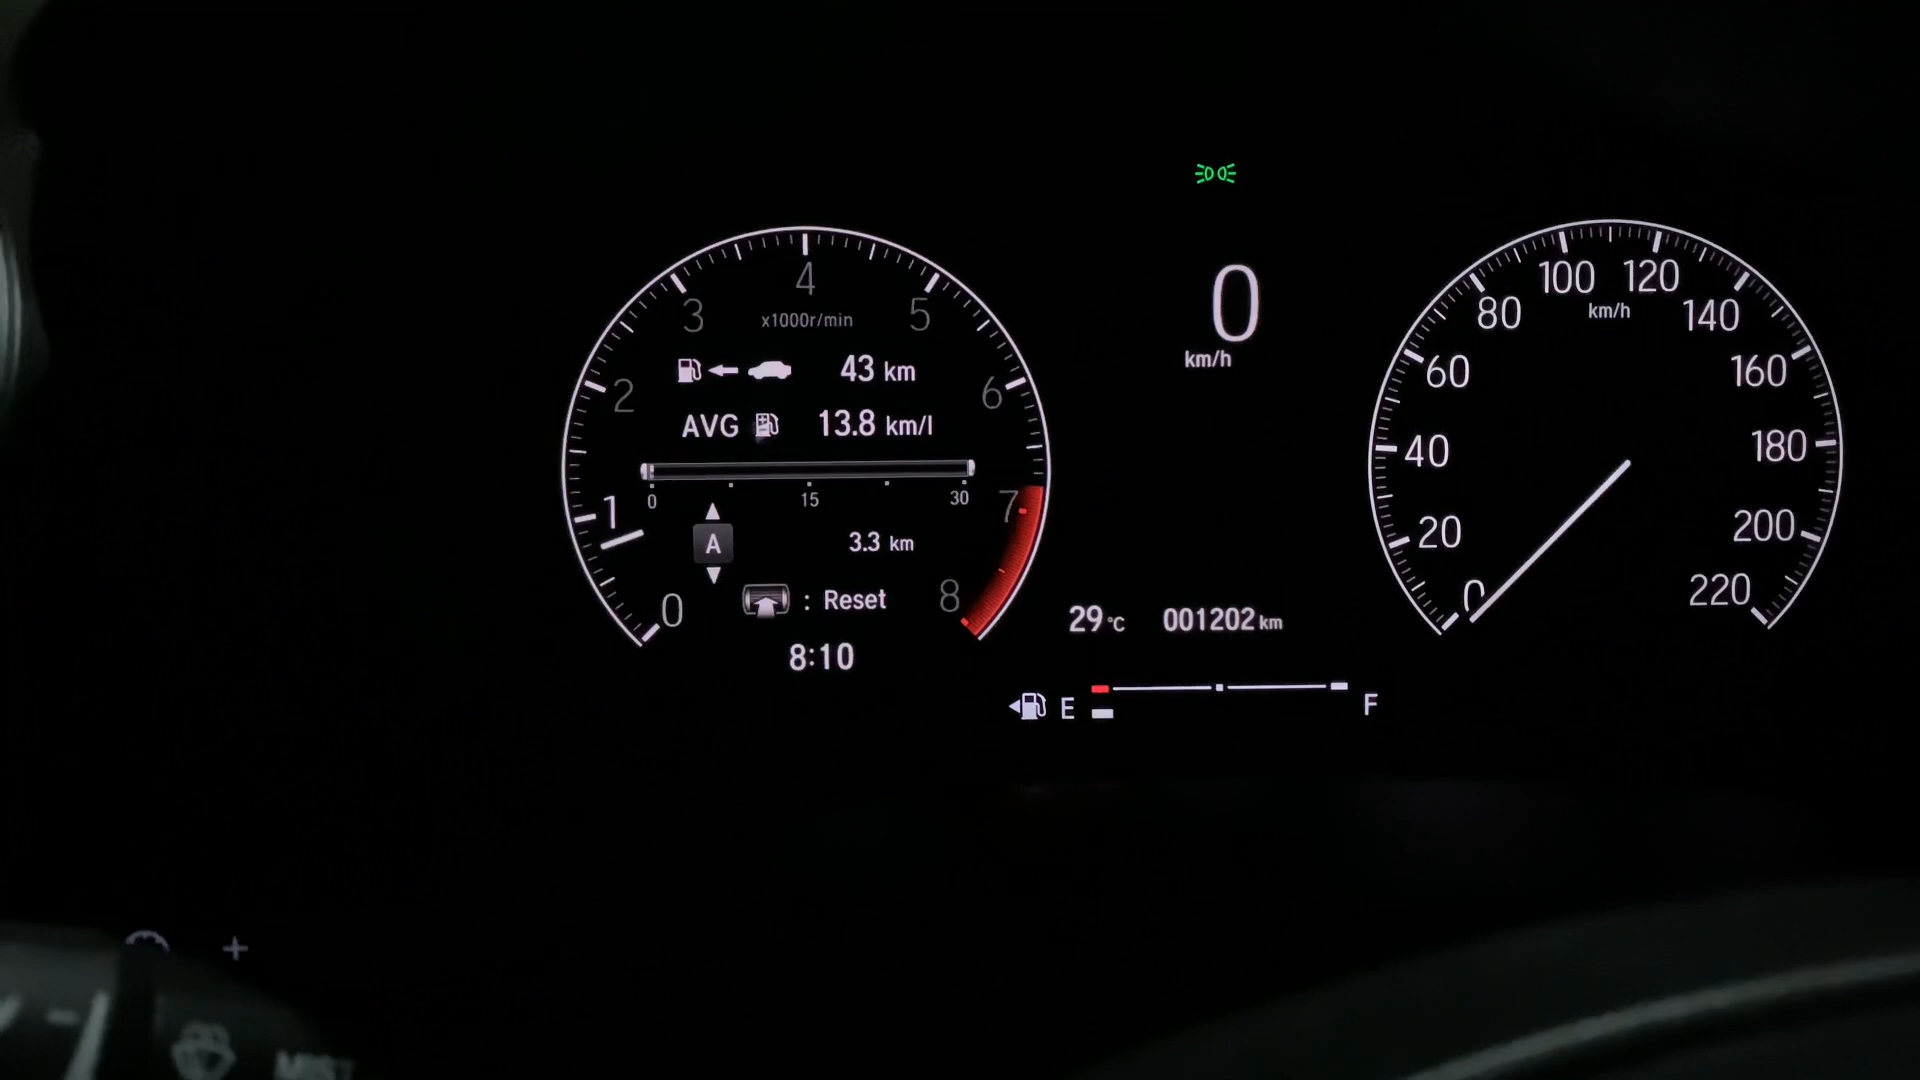 4
3
5
x1000r/min
2
6
43 km
AVG 13.8 km/l
0 15 30
1
7
A 3.3 km
: Reset
0
8
8:10
0
km/h
29°C 001202 km
E F
100 120
80 km/h 140
60 160
40 180
20 200
0 220
+
-
MIST